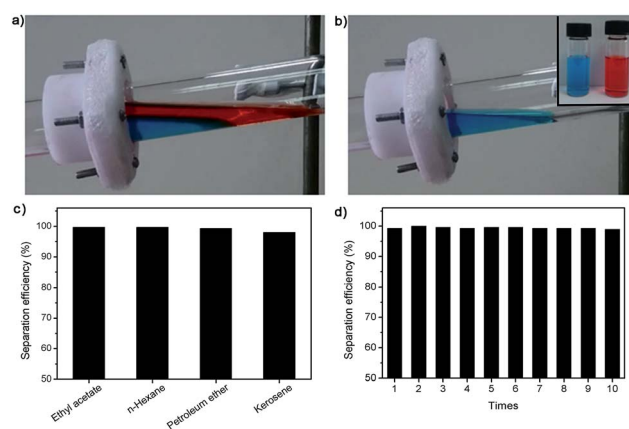 a)
b)
c)
Separation efficiency (%)
100
90
80
70
60
50
Ethyl acetate
n-Hexane
Petroleum ether
Kerosene
d)
Separation efficiency (%)
100
90
80
70
60
50
1 2 3 4 5 6 7 8 9 10
Times